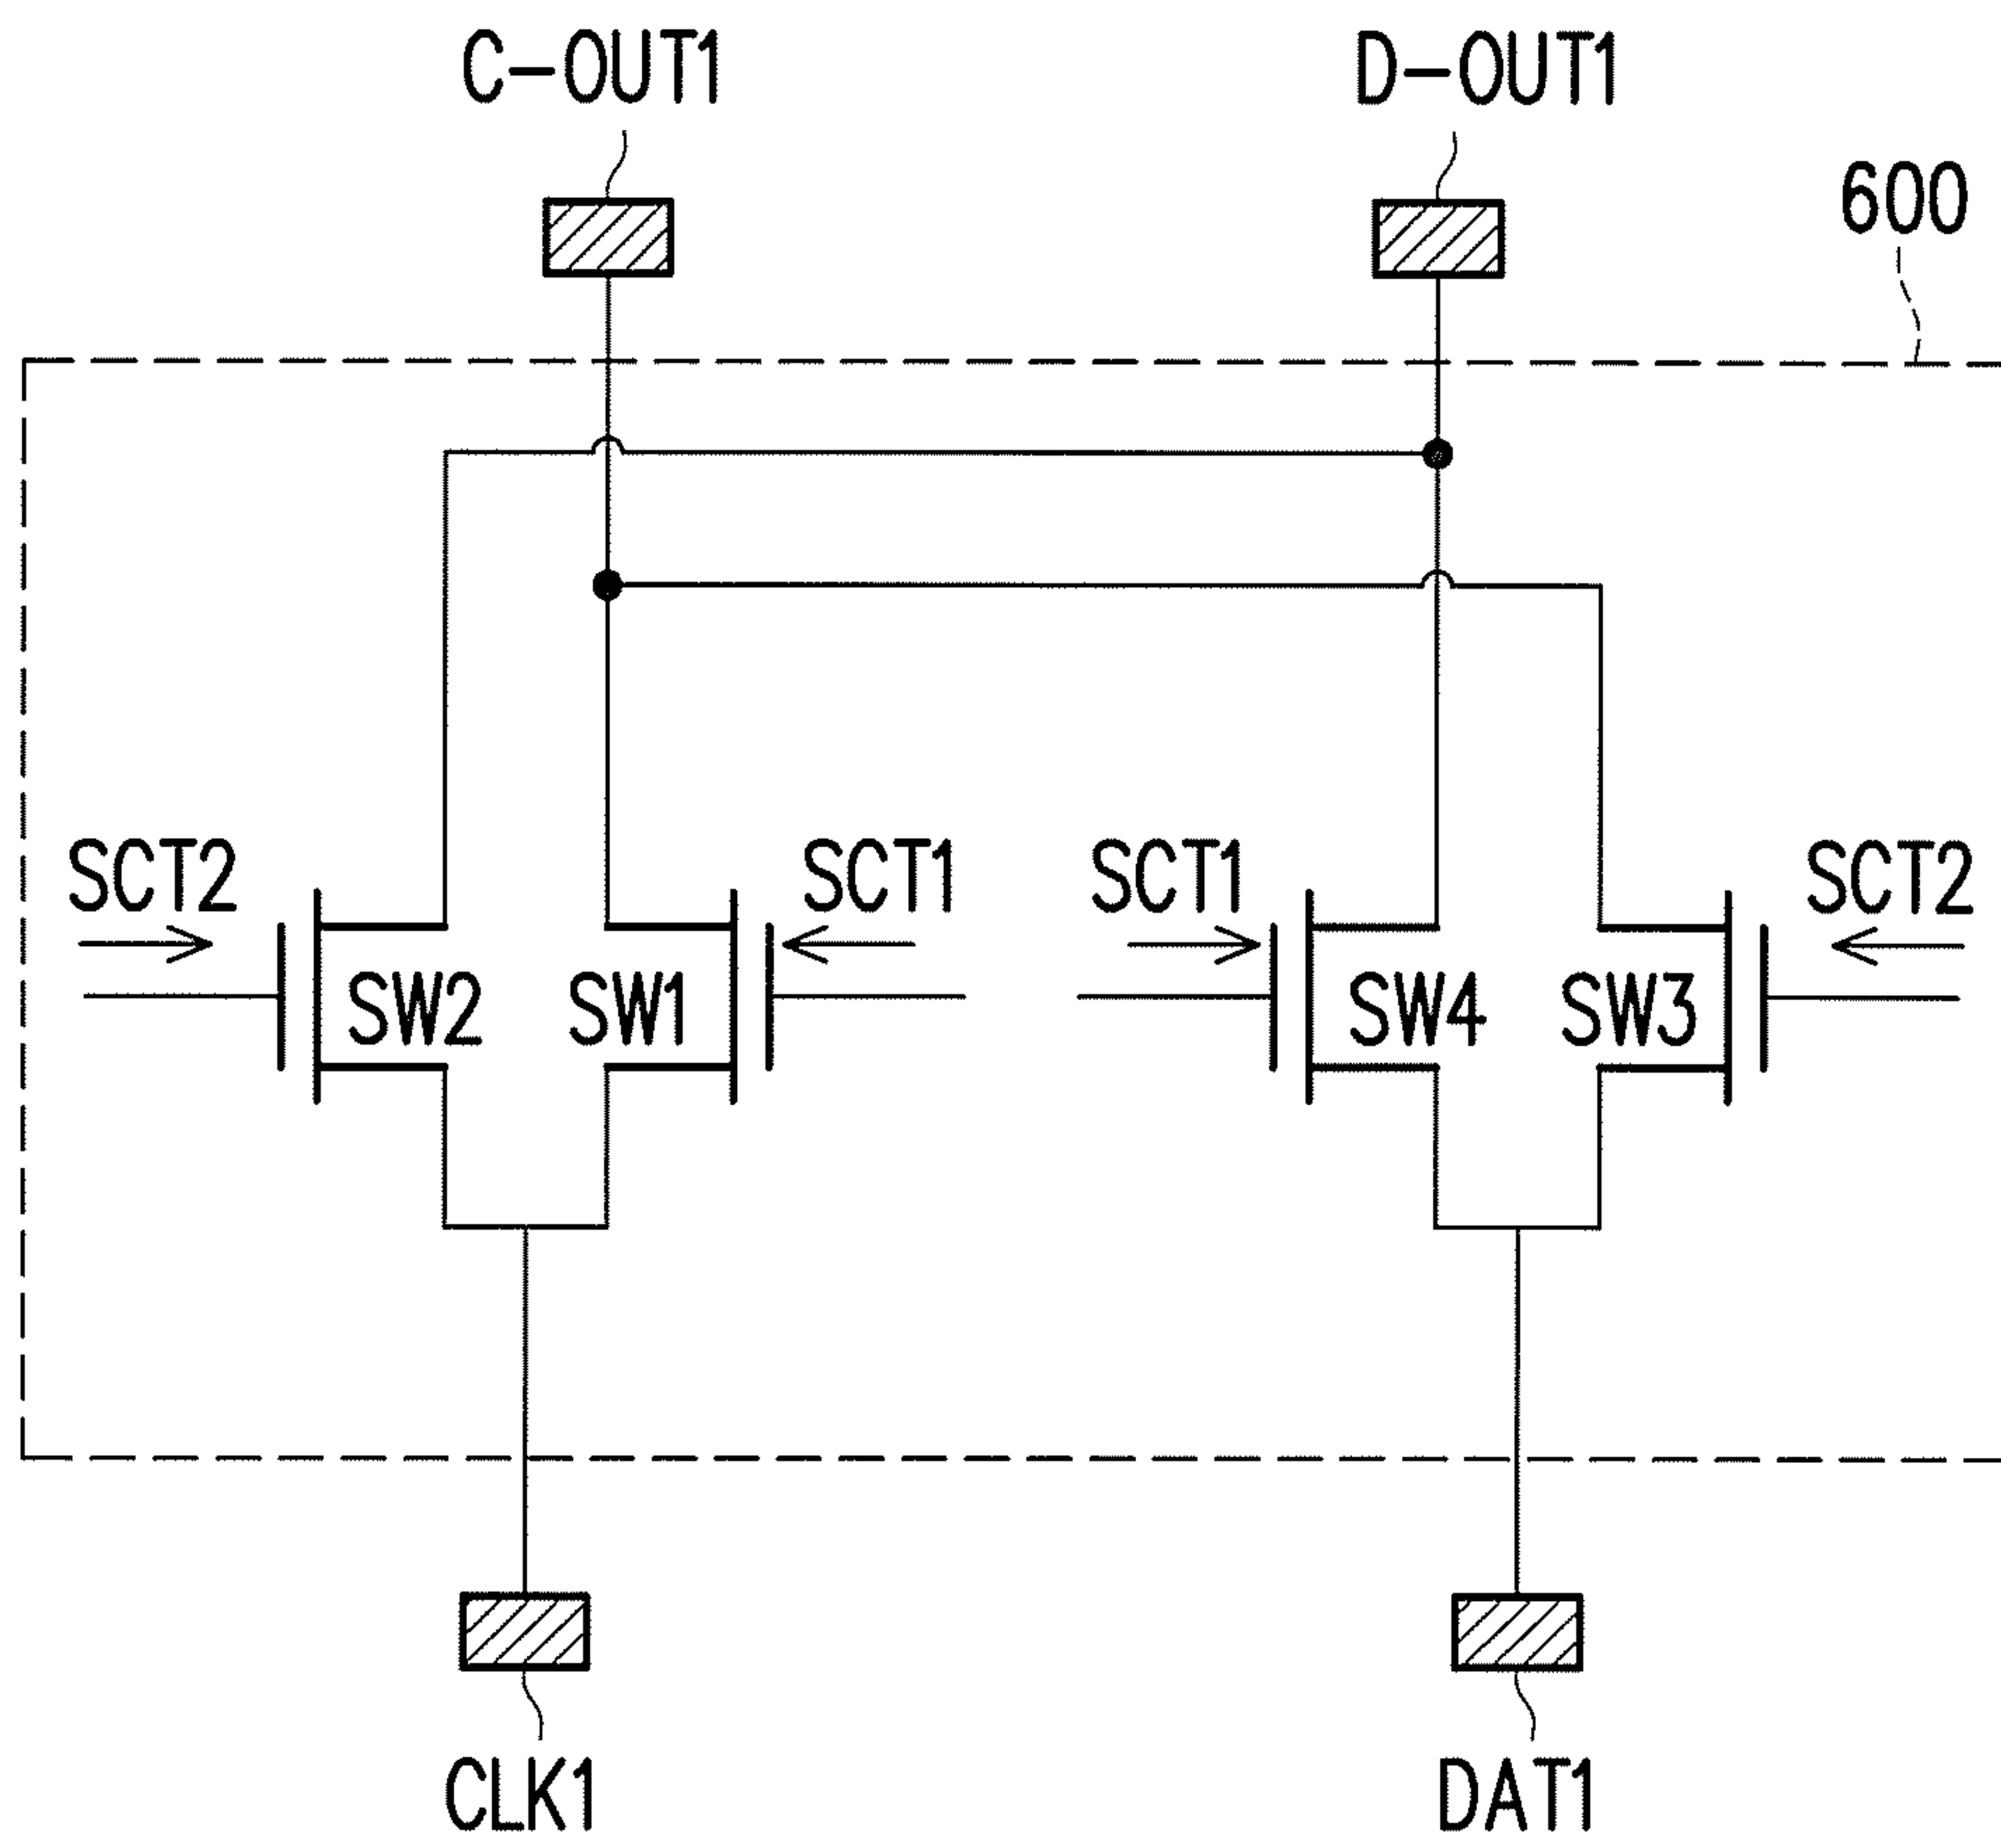 C-OUT1
D-OUT1
600
SCT2
SCT1
SCT1
SCT2
SW2
SW1
SW4
SW3
CLK1
DAT1